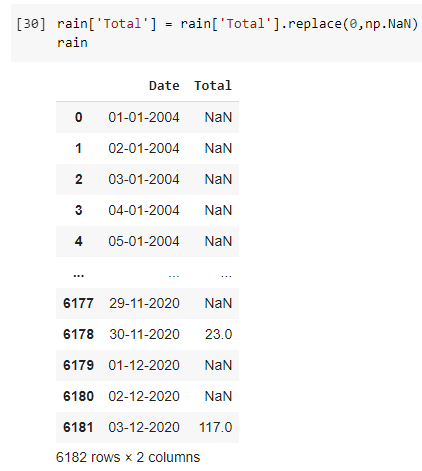 [30] rain['Total'] = rain['Total'].replace(0,np.NaN)
rain
Date Total
0 01-01-2004 NaN
1 02-01-2004 NaN
2 03-01-2004 NaN
3 04-01-2004 NaN
4 05-01-2004 NaN
... ... ...
6177 29-11-2020 NaN
6178 30-11-2020 23.0
6179 01-12-2020 NaN
6180 02-12-2020 NaN
6181 03-12-2020 117.0
6182 rows × 2 columns